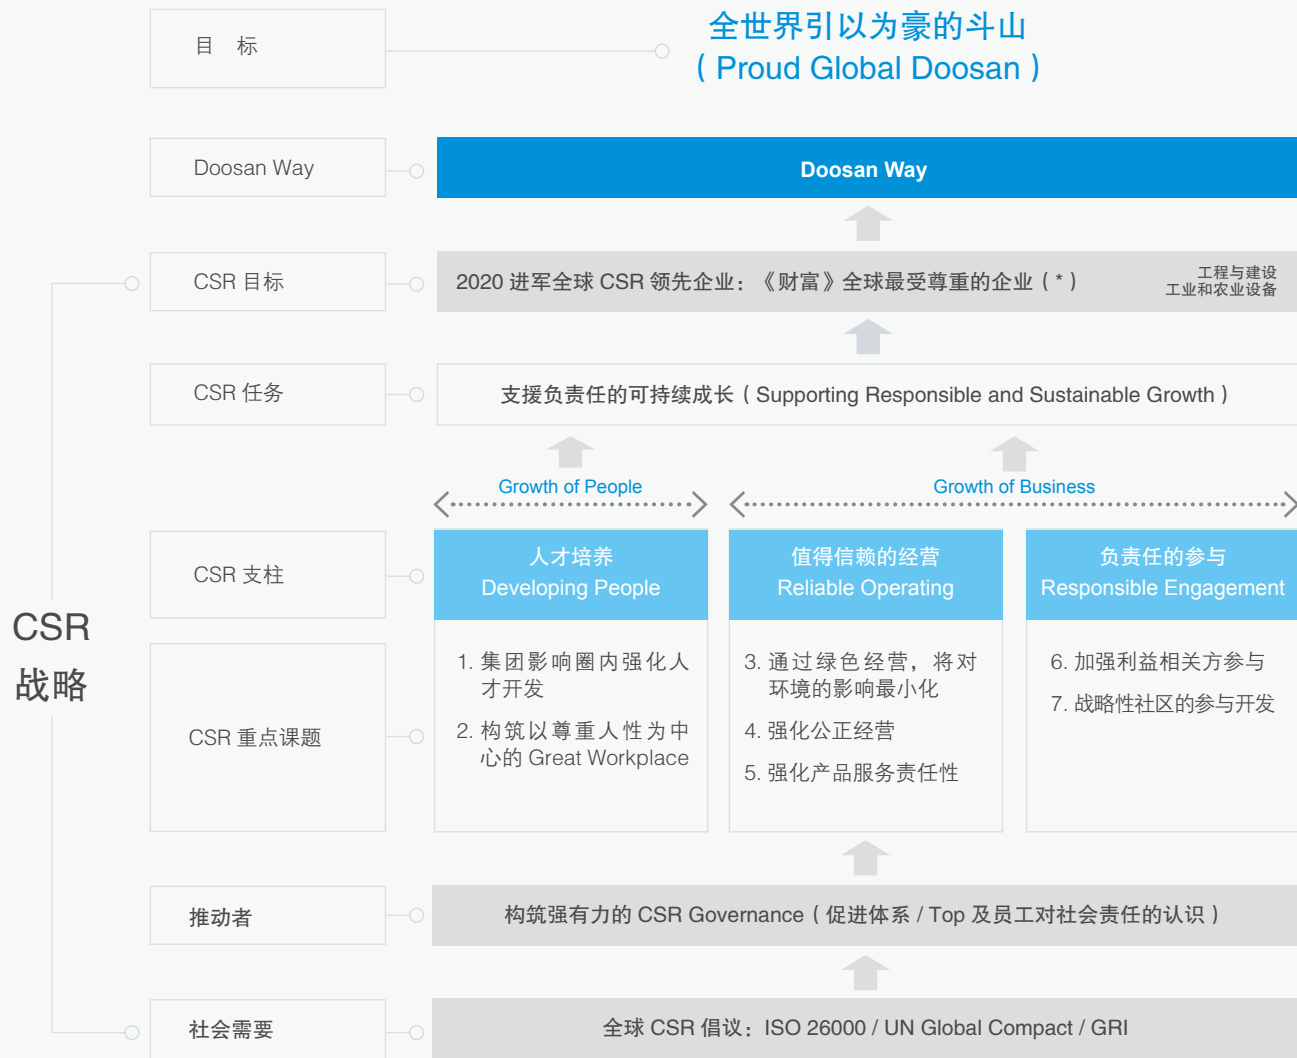 目 标
全世界引以为豪的斗山
( Proud Global Doosan )
Doosan Way
Doosan Way
CSR 目标
2020 进军全球 CSR 领先企业：《财富》全球最受尊重的企业 ( * )
工程与建设
工业和农业设备
CSR 任务
支援负责任的可持续成长 ( Supporting Responsible and Sustainable Growth )
Growth of People
Growth of Business
CSR
战略
CSR 支柱
人才培养
Developing People
值得信赖的经营
Reliable Operating
负责任的参与
Responsible Engagement
CSR 重点课题
1. 集团影响圈内强化人
才开发
2. 构筑以尊重人性为中
心的 Great Workplace
3. 通过绿色经营，将对
环境的影响最小化
4. 强化公正经营
5. 强化产品服务责任性
6. 加强利益相关方参与
7. 战略性社区的参与开发
推动者
构筑强有力的 CSR Governance ( 促进体系 / Top 及员工对社会责任的认识 )
社会需要
全球 CSR 倡议：ISO 26000 / UN Global Compact / GRI